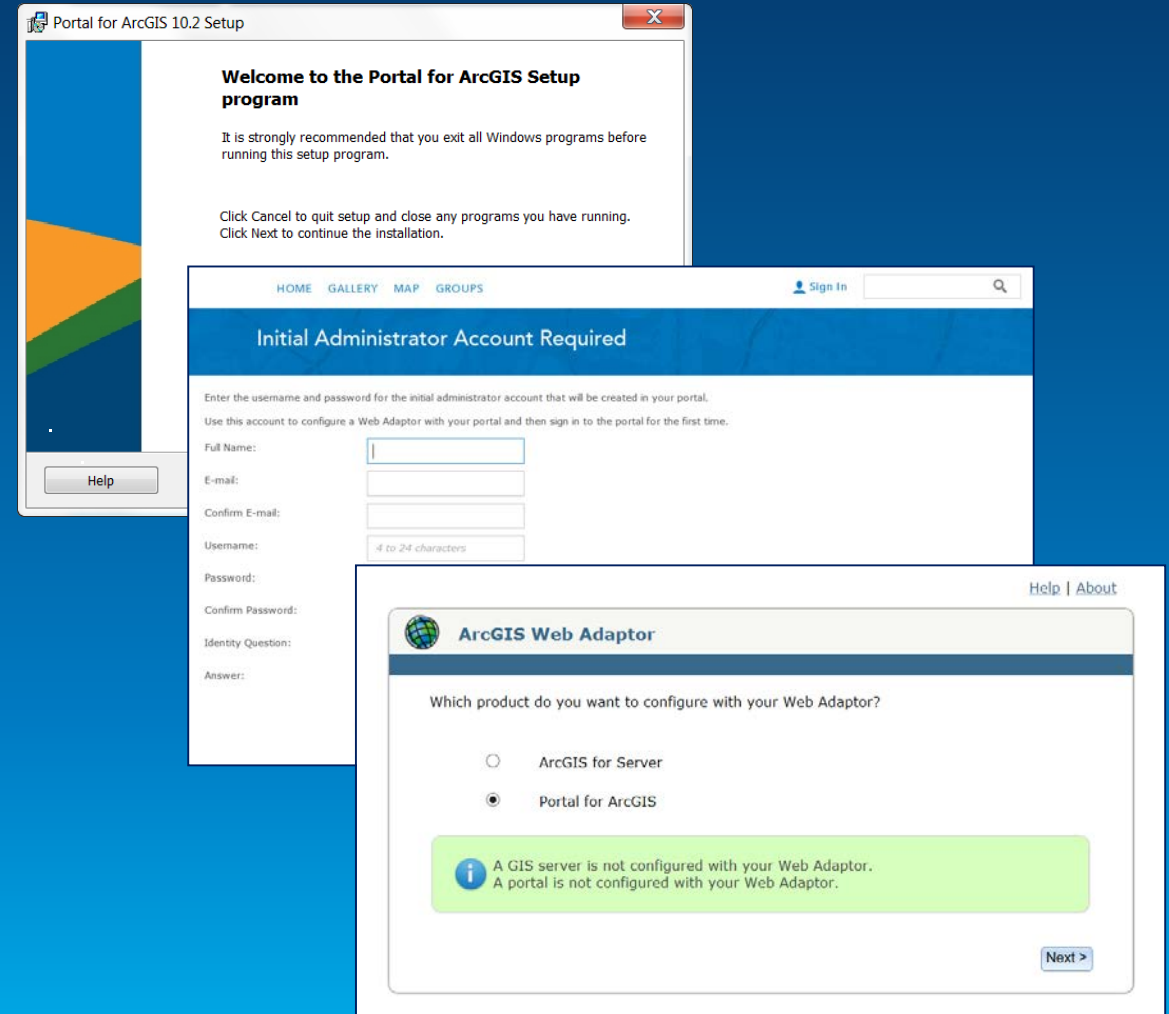 Portal for ArcGIS 10.2 Setup
X
Welcome to the Portal for ArcGIS Setup
program
It is strongly recommended that you exit all Windows programs before
running this setup program.
Click Cancel to quit setup and close any programs you have running.
Click Next to continue the installation.
Help
HOME GALLERY MAP GROUPS Sign In
Initial Administrator Account Required
Enter the username and password for the initial administrator account that will be created in your portal.
Use this account to configure a Web Adaptor with your portal and then sign in to the portal for the first time.
Full Name:
E-mail:
Confirm E-mail:
Username: 4 to 24 characters
Password:
Confirm Password:
Identity Question:
Answer:
Help | About
ArcGIS Web Adaptor
Which product do you want to configure with your Web Adaptor?
ArcGIS for Server
Portal for ArcGIS
A GIS server is not configured with your Web Adaptor.
A portal is not configured with your Web Adaptor.
Next >